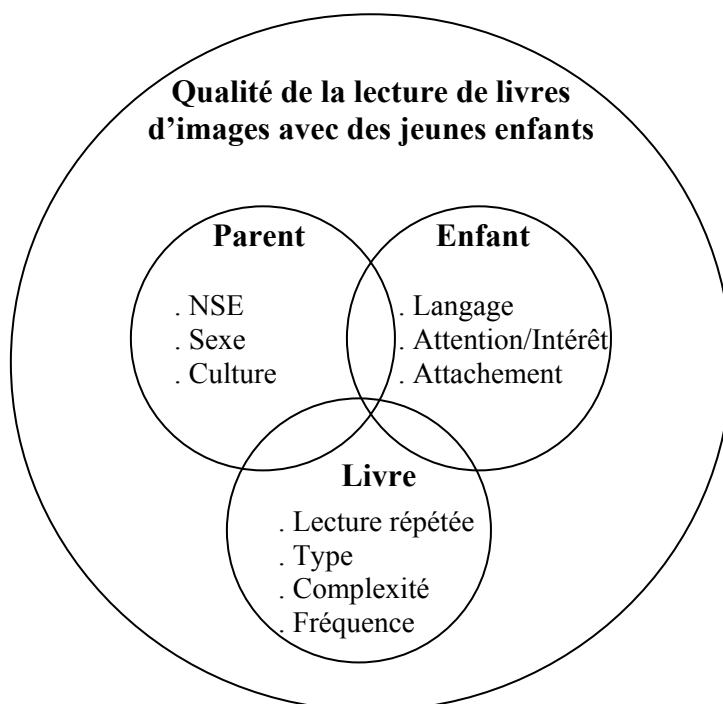 Qualité de la lecture de livres
d’images avec des jeunes enfants
Parent
. NSE
. Sexe
. Culture
Enfant
. Langage
. Attention/Intérêt
. Attachement
Livre
. Lecture répétée
. Type
. Complexité
. Fréquence